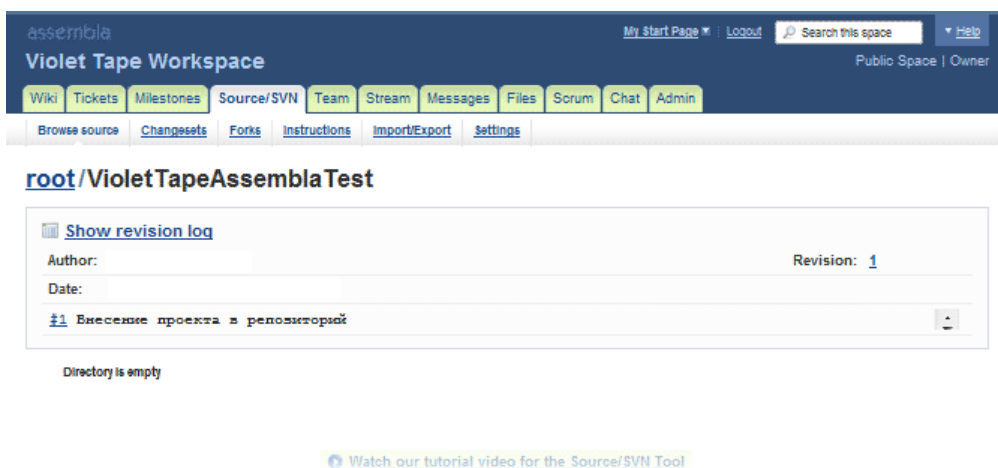 assembla
My Start Page | Logout Search this space Help
Violet Tape Workspace Public Space | Owner
Wiki Tickets Milestones Source/SVN Team Stream Messages Files Scrum Chat Admin
Browse source Changesets Forks Instructions Import/Export Settings
root/VioletTapeAssemblaTest
Show revision log
Author: Revision: 1
Date:
#1 Внесение проекта в репозиторий
Directory is empty
Watch our tutorial video for the Source/SVN Tool